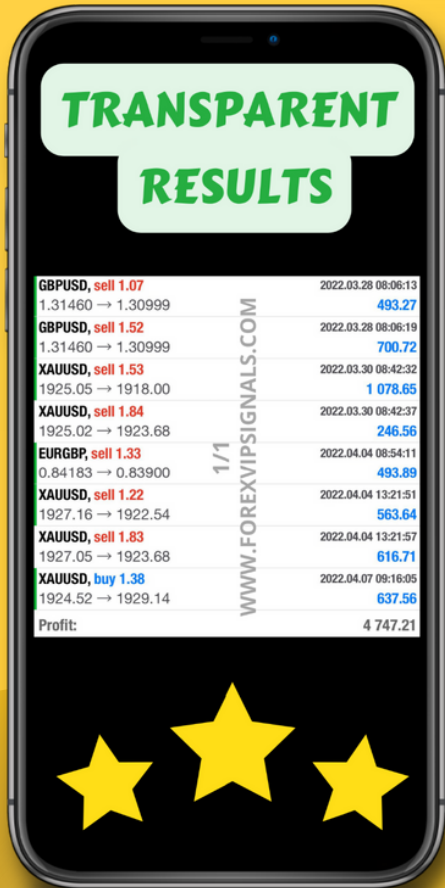 TRANSPARENT
RESULTS
GBPUSD, sell 1.07 2022.03.28 08:06:13
1.31460 → 1.30999 493.27
GBPUSD, sell 1.52 2022.03.28 08:06:19
1.31460 → 1.30999 700.72
XAUUSD, sell 1.53 2022.03.30 08:42:32
1925.05 → 1918.00 1 078.65
XAUUSD, sell 1.84 2022.03.30 08:42:37
1925.02 → 1923.68 246.56
EURGBP, sell 1.33 2022.04.04 08:54:11
0.84183 → 0.83900 493.89
XAUUSD, sell 1.22 2022.04.04 13:21:51
1927.16 → 1922.54 563.64
XAUUSD, sell 1.83 2022.04.04 13:21:57
1927.05 → 1923.68 616.71
XAUUSD, buy 1.38 2022.04.07 09:16:05
1924.52 → 1929.14 637.56
Profit: 4 747.21
1/1
WWW.FOREXVIPSIGNALS.COM